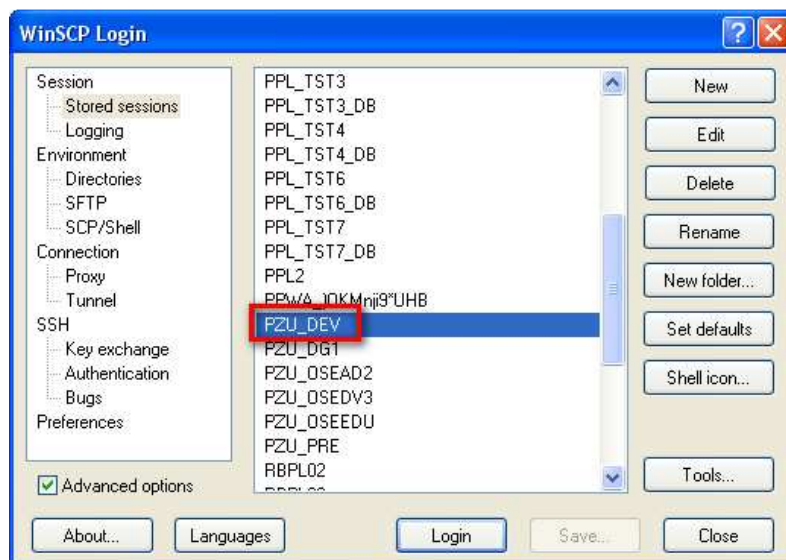 WinSCP Login
Session
Stored sessions
Logging
Environment
Directories
SFTP
SCP/Shell
Connection
Proxy
Tunnel
SSH
Key exchange
Authentication
Bugs
Preferences
Advanced options
PPL_TST3
PPL_TST3_DB
PPL_TST4
PPL_TST4_DB
PPL_TST6
PPL_TST6_DB
PPL_TST7
PPL_TST7_DB
PPL2
PZU_DEV
PZU_DG1
PZU_OSEAD2
PZU_OSEDV3
PZU_OSEEDU
PZU_PRE
RBPL02
New
Edit
Delete
Rename
New folder...
Set defaults
Shell icon...
Tools...
About...
Languages
Login
Save...
Close